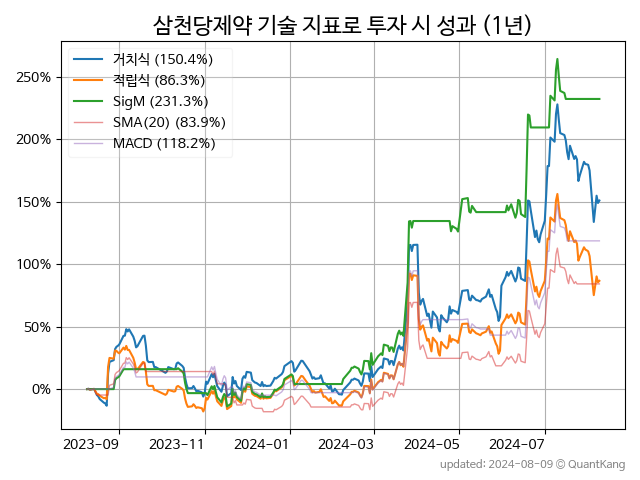 삼천당제약 기술 지표로 투자 시 성과 (1년)
거치식 (150.4%)
적립식 (86.3%)
SigM (231.3%)
SMA(20) (83.9%)
MACD (118.2%)
250%
200%
150%
100%
50%
0%
2023-09 2023-11 2024-01 2024-03 2024-05 2024-07
updated: 2024-08-09 © QuantKang